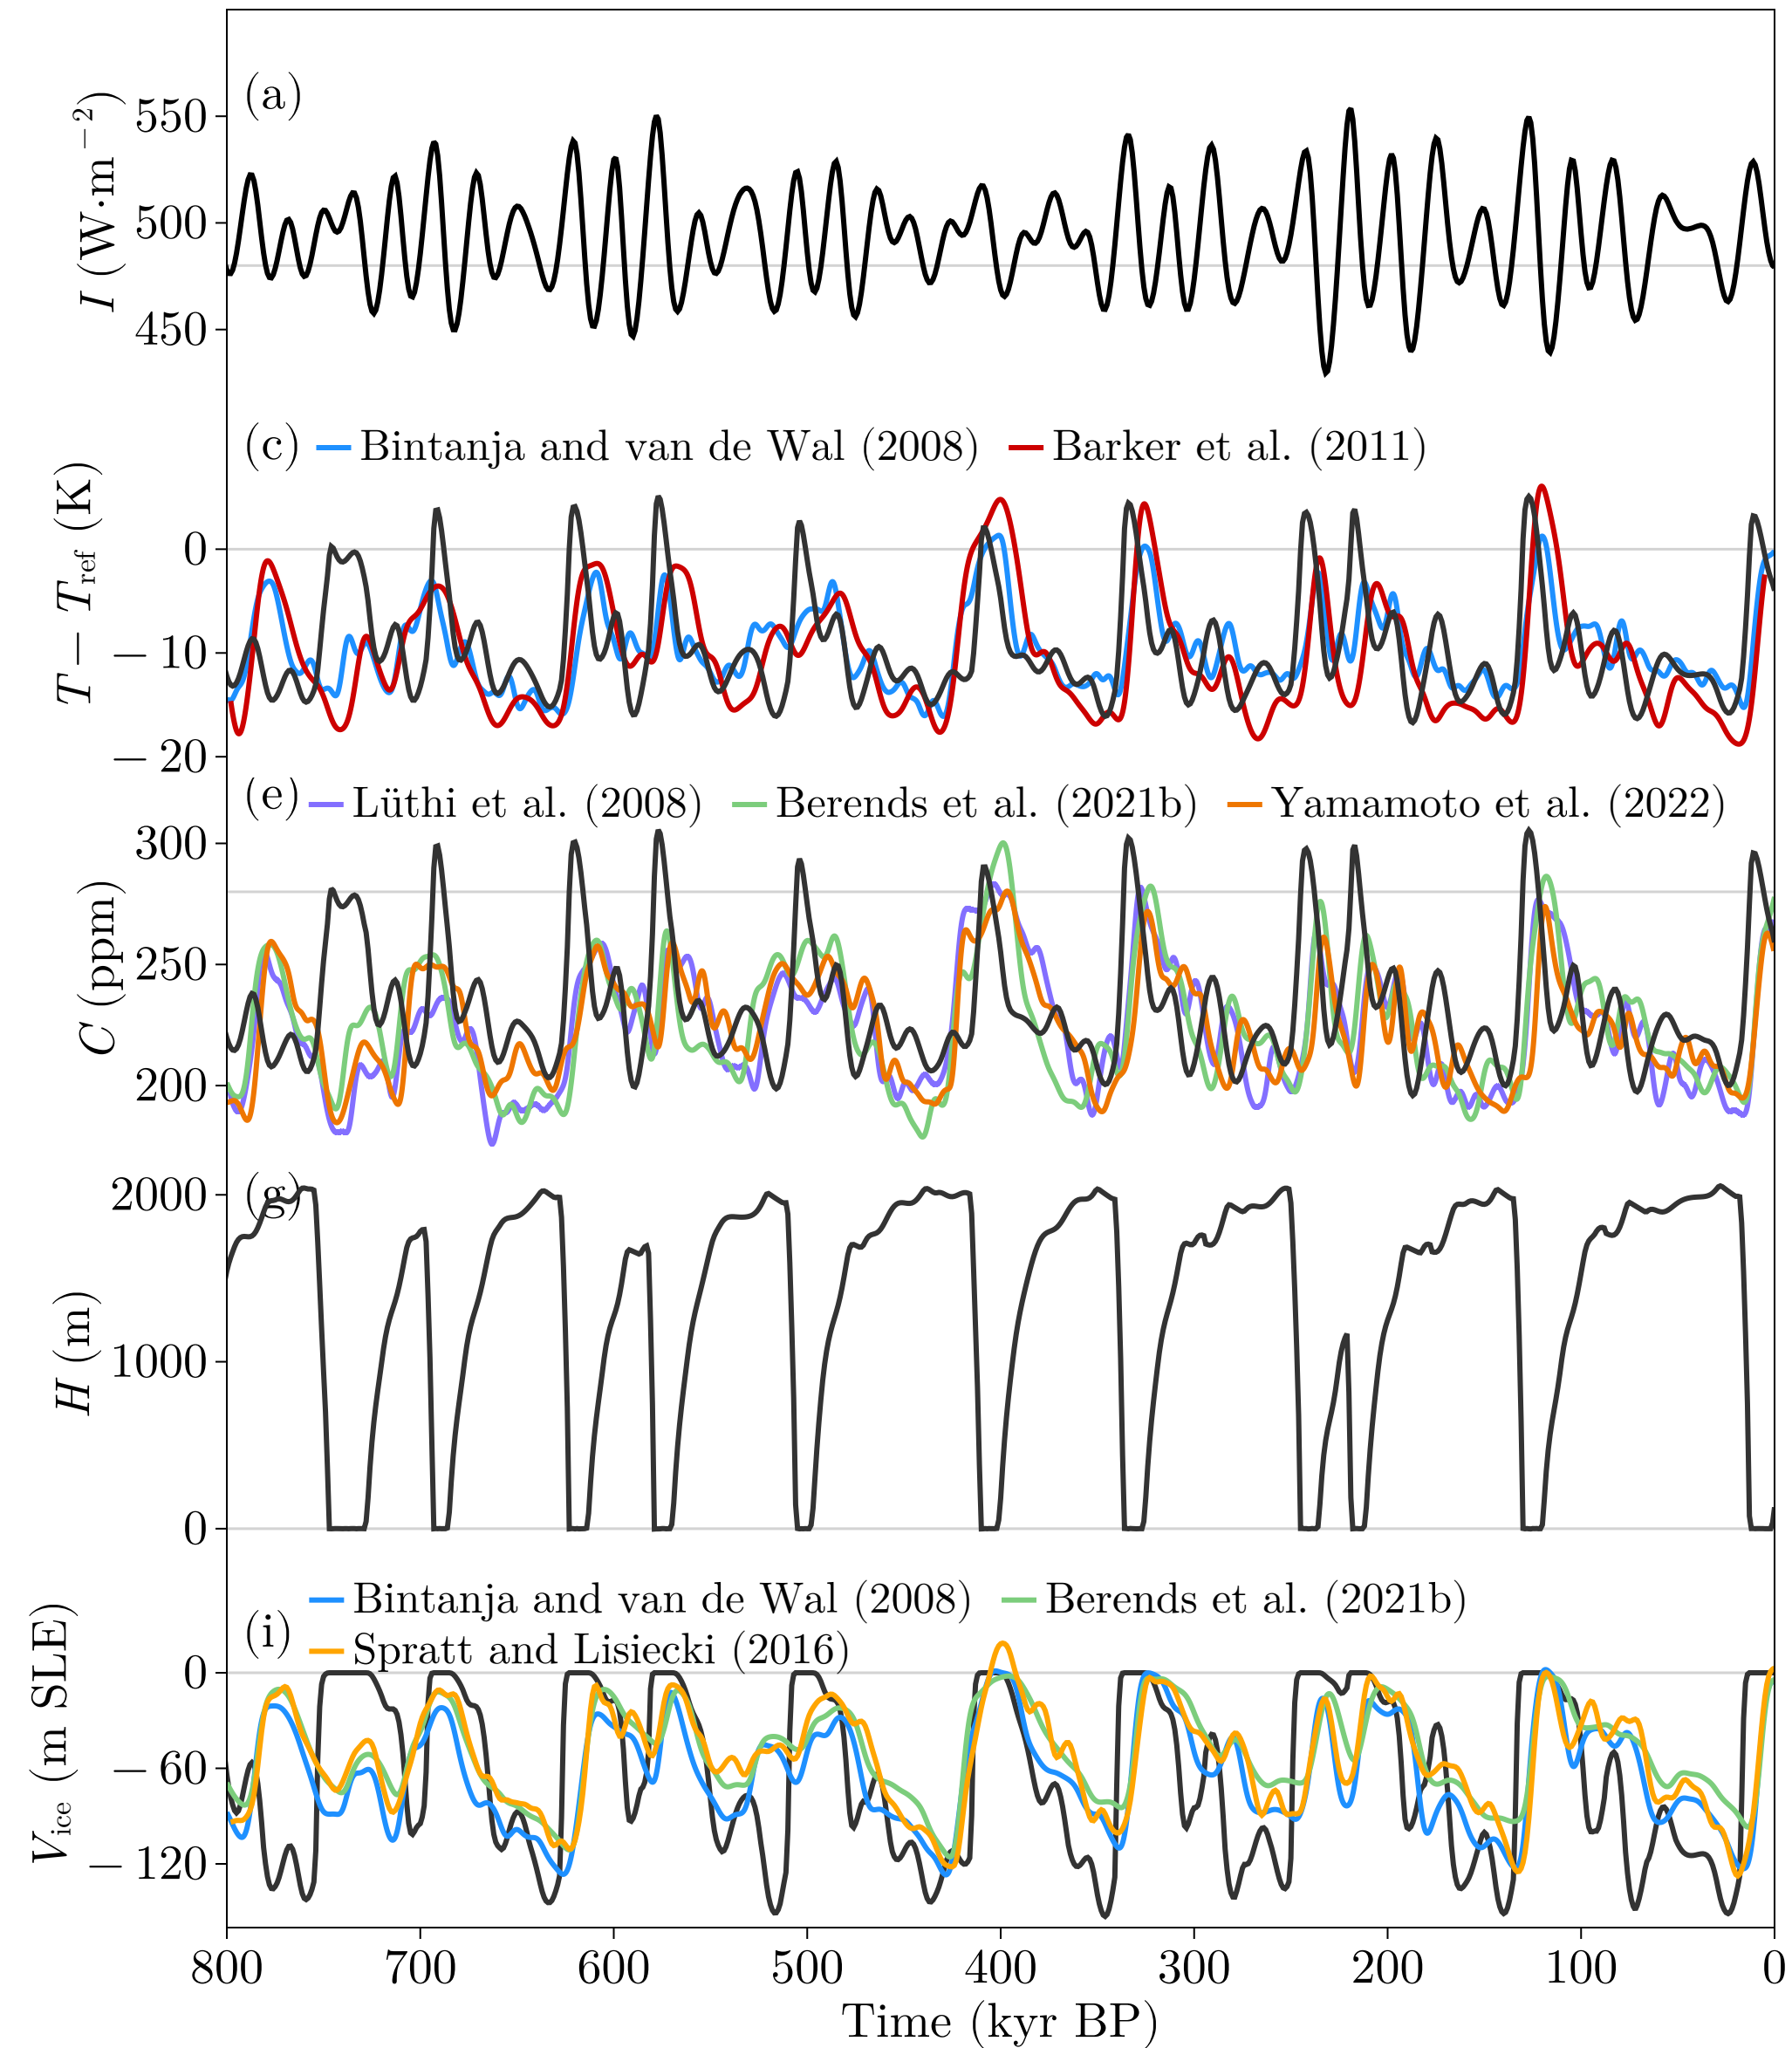 (a)
I (W·m⁻²)
550
500
450
(c) Bintanja and van de Wal (2008) Barker et al. (2011)
T − T_ref (K)
0
− 10
− 20
(e) Lüthi et al. (2008) Berends et al. (2021b) Yamamoto et al. (2022)
C (ppm)
300
250
200
(g)
H (m)
2000
1000
0
(i) Bintanja and van de Wal (2008) Berends et al. (2021b)
Spratt and Lisiecki (2016)
V_ice (m SLE)
0
− 60
− 120
800 700 600 500 400 300 200 100 0
Time (kyr BP)